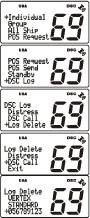 USA DSC
+Individual
Group
All Ship
POS Request
69
USA DSC
POS Request
POS Send
Standby
+DSC Log
69
USA DSC
DSC Log
Distress
DSC Call
+Log Delete
69
USA DSC
Log Delete
Distress
+DSC Call
Exit
69
USA DSC
Log Delete
VERTEX
STANDARD
+056789123
69